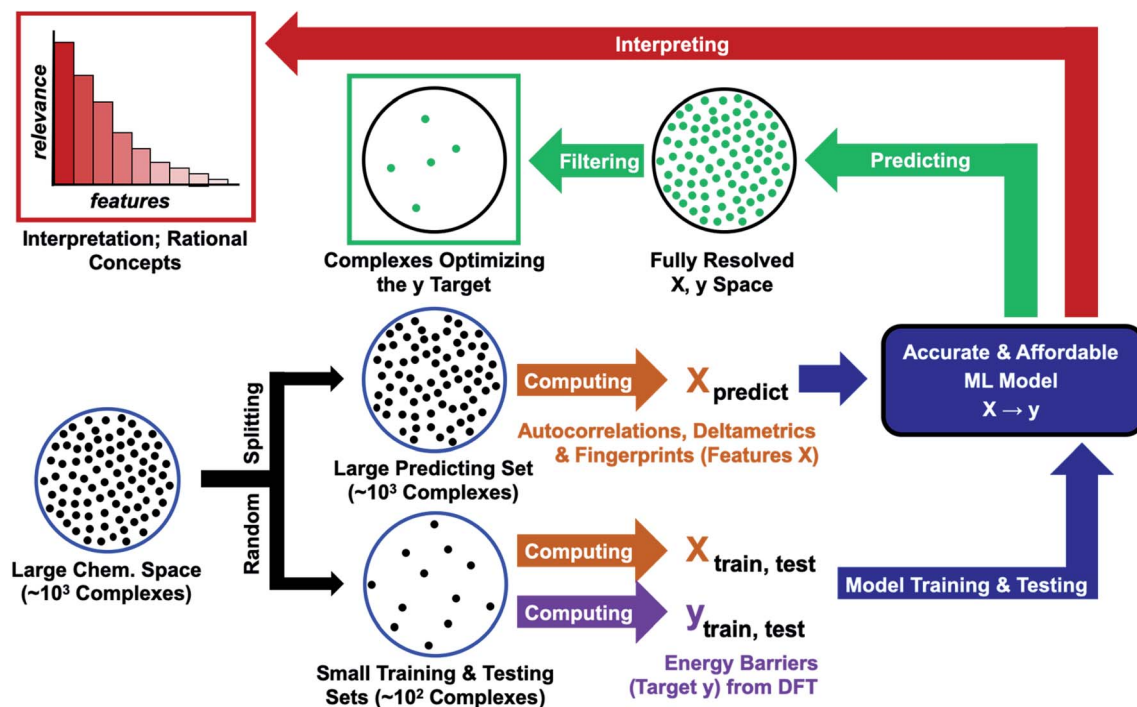 Interpreting
relevance
features
Interpretation; Rational
Concepts
Filtering
Predicting
Complexes Optimizing
the y Target
Fully Resolved
X, y Space
Large Chem. Space
(~10³ Complexes)
Random
Splitting
Large Predicting Set
(~10³ Complexes)
Computing
X predict
Autocorrelations, Deltametrics
& Fingerprints (Features X)
Accurate & Affordable
ML Model
X → y
Computing
X train, test
Computing
y train, test
Model Training & Testing
Small Training & Testing
Sets (~10² Complexes)
Energy Barriers
(Target y) from DFT